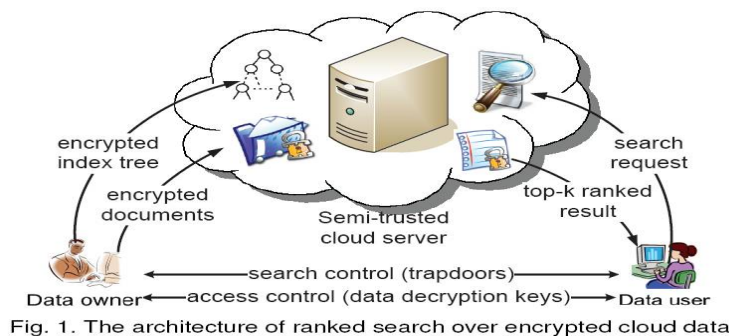 encrypted
index tree
encrypted
documents
Semi-trusted
cloud server
search
request
top-k ranked
result
search control (trapdoors)
Data owner
access control (data decryption keys)
Data user
Fig. 1. The architecture of ranked search over encrypted cloud data